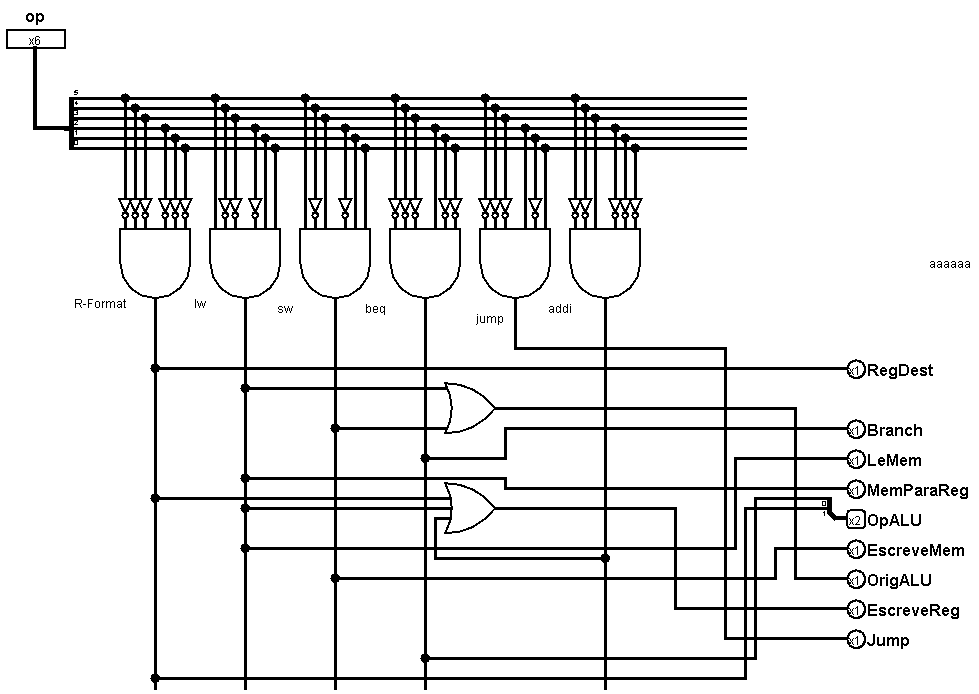 op
x6
5
4
3
2
1
0
aaaaaa
R-Format
lw
sw
beq
jump
addi
x1 RegDest
x1 Branch
x1 LeMem
x1 MemParaReg
0
1
x2 OpALU
x1 EscreveMem
x1 OrigALU
x1 EscreveReg
x1 Jump